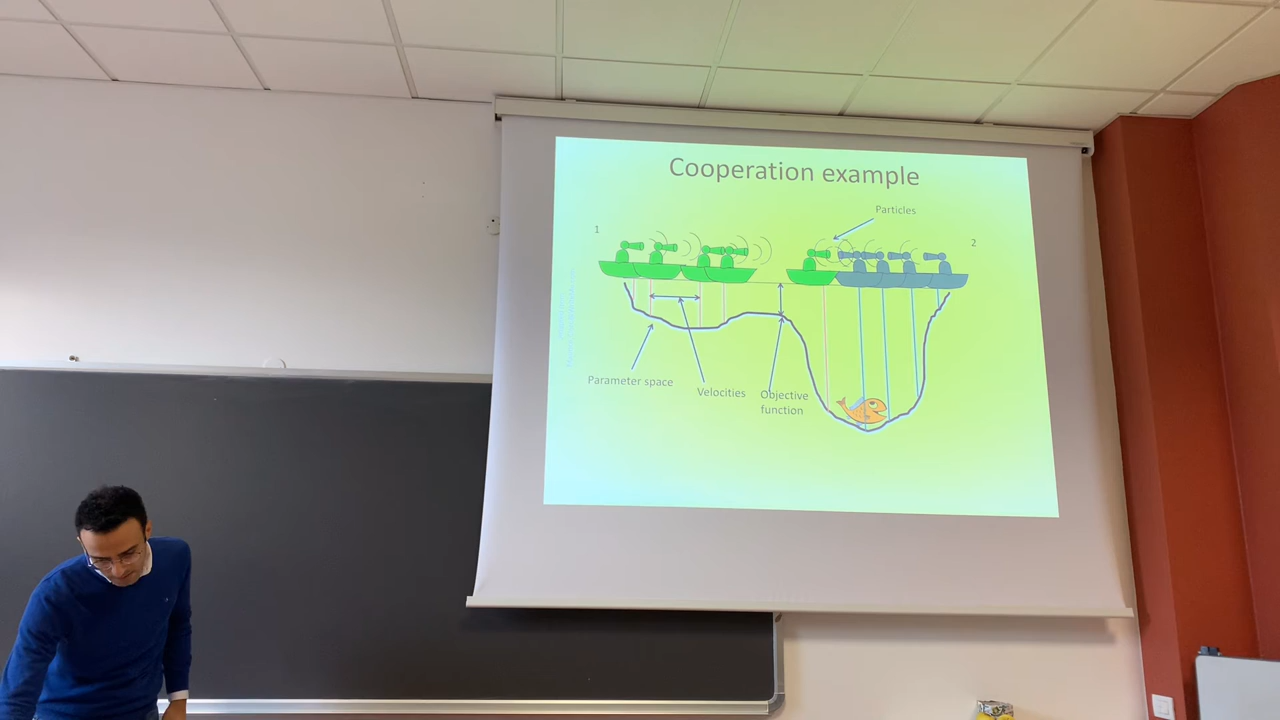 Cooperation example
Particles
1
2
Parameter space
Velocities
Objective
function